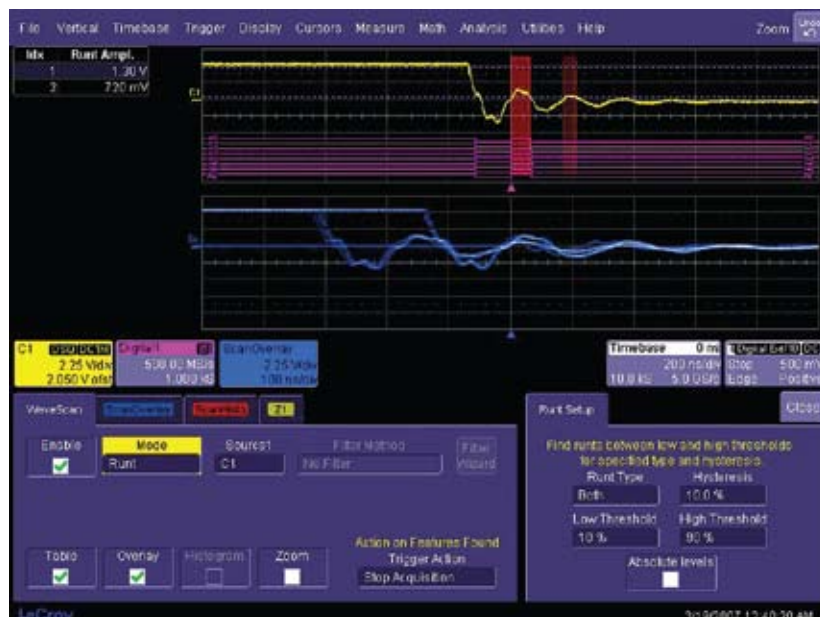 File Vertical Timebase Trigger Display Cursors Measure Math Analysis Utilities Help
Zoom Undo
Idx Runt Ampl.
1 1.30 V
2 720 mV
C1
C1 DC1M
2.25 V/div
2.050 V ofst
Digital1
500.00 MS/s
1.000 kS
ScanOverlay
2.25 V/div
100 ns/div
Timebase 0 ns
200 ns/div
10.0 kS 5.0 GS/s
Stop 500 mV
Edge Positive
WaveScan ScanOverlay Z1
Enable
Mode
Runt
Source1
C1
Filter Method
No Filter
Filter Wizard
Table
Overlay
Histogram
Zoom
Action on Features Found
Trigger Action
Stop Acquisition
Runt Setup
Close
Find runts between low and high thresholds
for specified type and hysteresis.
Runt Type
Both
Hysteresis
10.0 %
Low Threshold
10 %
High Threshold
90 %
Absolute levels
LeCroy